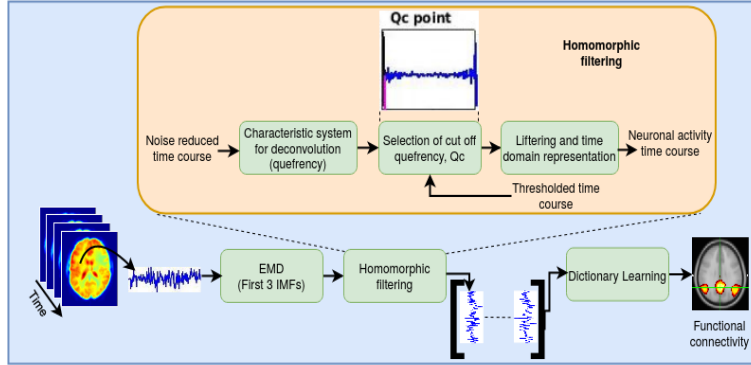 Qc point
Homomorphic
filtering
Noise reduced
time course
Characteristic system
for deconvolution
(quefrency)
Selection of cut off
quefrency, Qc
Liftering and time
domain representation
Neuronal activity
time course
Thresholded time
course
Time
EMD
(First 3 IMFs)
Homomorphic
filtering
Dictionary Learning
Functional
connectivity